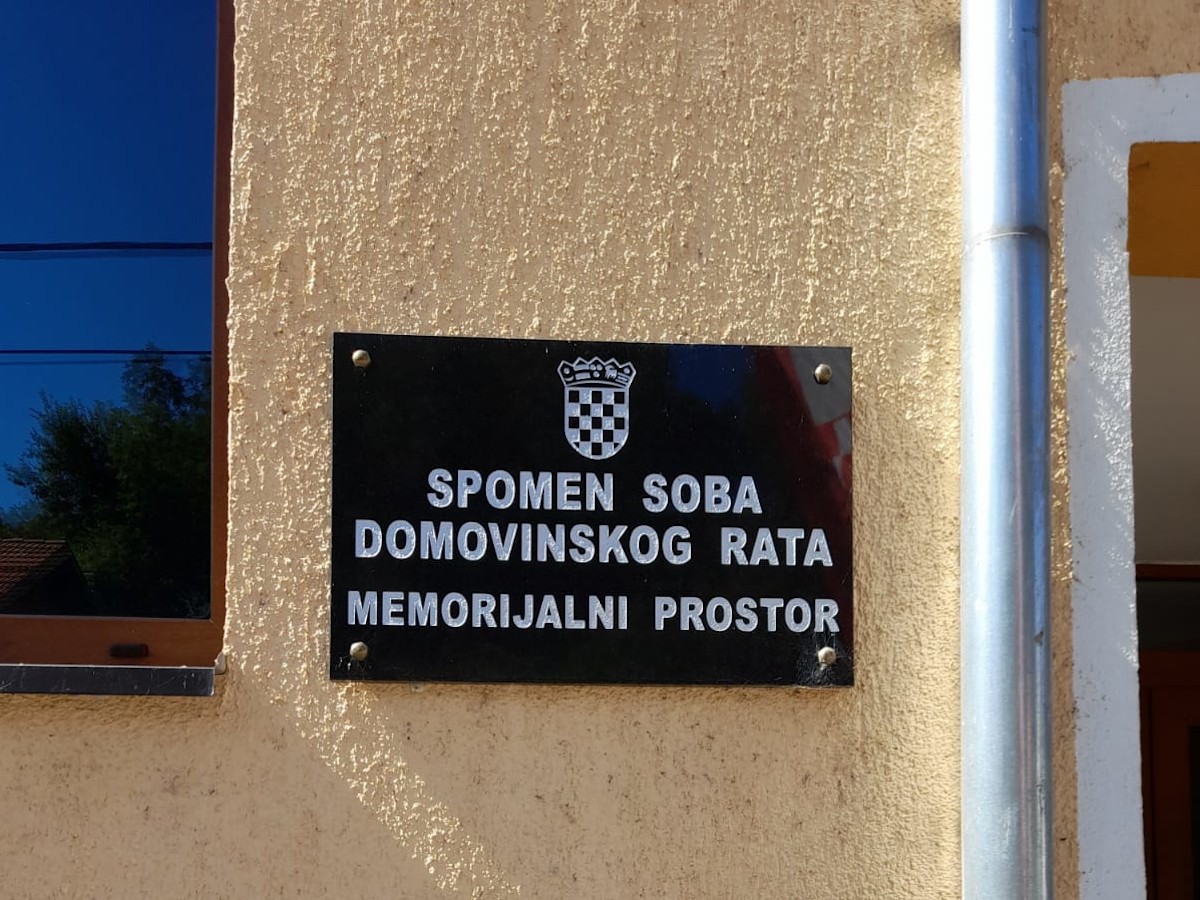 SPOMEN SOBA
DOMOVINSKOG RATA
MEMORIJALNI PROSTOR